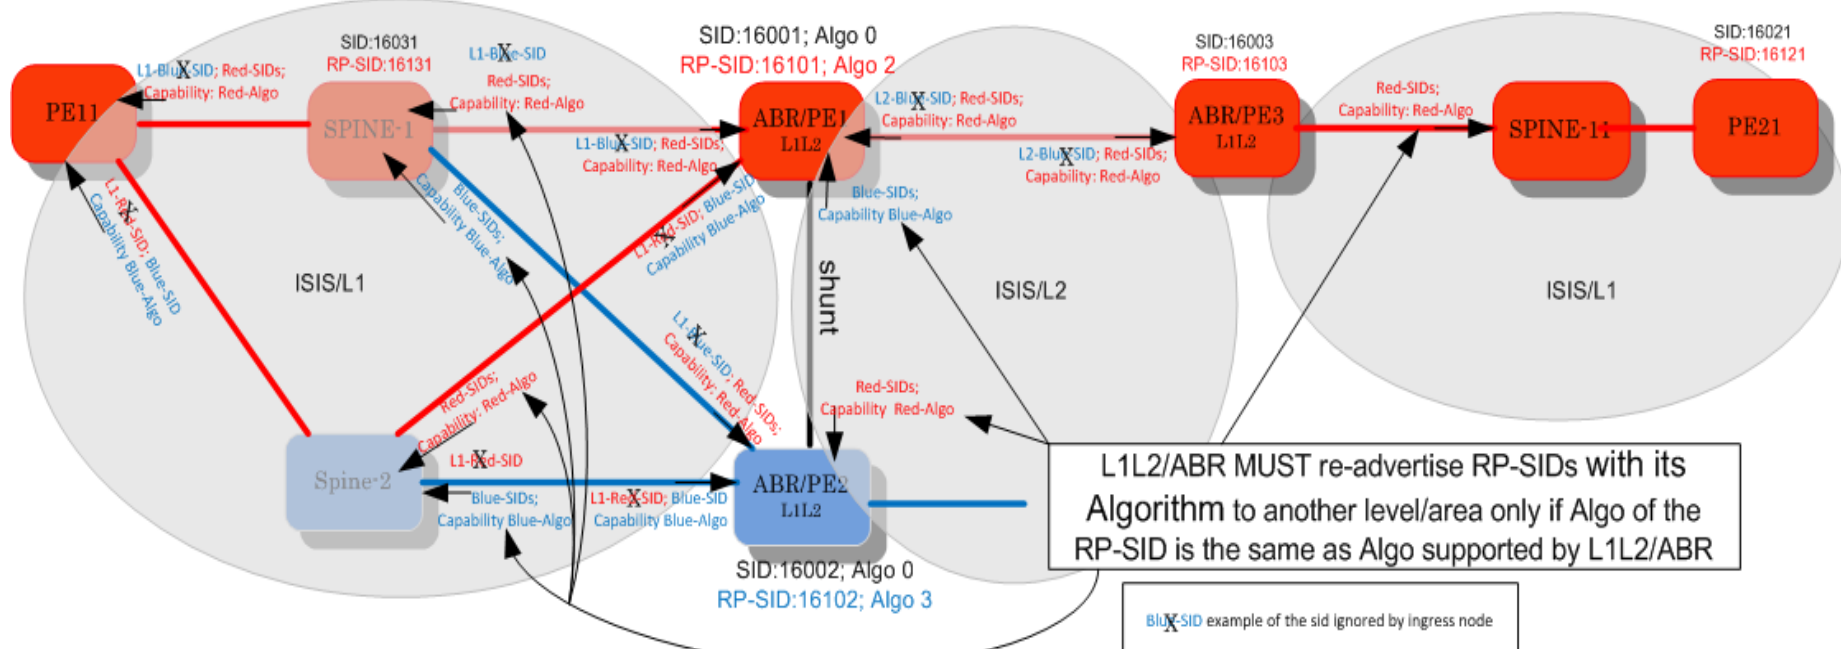 SID:16031
RP-SID:16131
L1-Blue-SID
SID:16001; Algo 0
RP-SID:16101; Algo 2
SID:16003
RP-SID:16103
SID:16021
RP-SID:16121
PE11
L1-Blue-SID; Red-SIDs;
Capability: Red-Algo
SPINE-1
Red-SIDs;
Capability: Red-Algo
L1-Blue-SID; Red-SIDs;
Capability: Red-Algo
ABR/PE1
L1L2
L2-Blue-SID; Red-SIDs;
Capability: Red-Algo
L2-Blue-SID; Red-SIDs;
Capability: Red-Algo
ABR/PE3
L1L2
Red-SIDs;
Capability: Red-Algo
SPINE-11
PE21
L1-Red-SID; Blue-SID
Capability Blue-Algo
Blue-SIDs;
Capability Blue-Algo
L1-Red-SID; Blue-SID
Capability Blue-Algo
Blue-SIDs;
Capability Blue-Algo
ISIS/L1
shunt
ISIS/L2
ISIS/L1
L1-Blue-SID; Red-SIDs;
Capability: Red-Algo
Red-SIDs;
Capability: Red-Algo
Red-SIDs;
Capability Red-Algo
Spine-2
L1-Red-SID
Blue-SIDs;
Capability Blue-Algo
L1-Red-SID; Blue-SID
Capability Blue-Algo
ABR/PE2
L1L2
SID:16002; Algo 0
RP-SID:16102; Algo 3
L1L2/ABR MUST re-advertise RP-SIDs with its
Algorithm to another level/area only if Algo of the
RP-SID is the same as Algo supported by L1L2/ABR
Blue-SID example of the sid ignored by ingress node